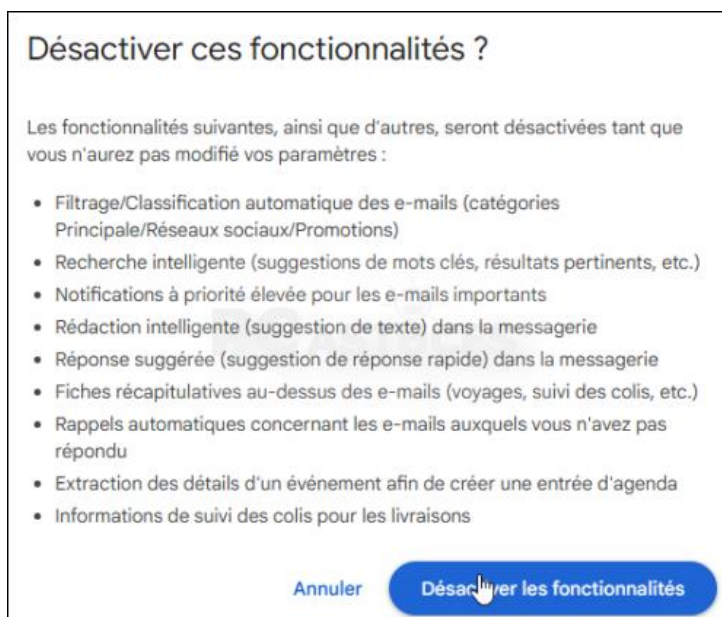 Désactiver ces fonctionnalités ?
Les fonctionnalités suivantes, ainsi que d'autres, seront désactivées tant que
vous n'aurez pas modifié vos paramètres :
• Filtrage/Classification automatique des e-mails (catégories
Principale/Réseaux sociaux/Promotions)
• Recherche intelligente (suggestions de mots clés, résultats pertinents, etc.)
• Notifications à priorité élevée pour les e-mails importants
• Rédaction intelligente (suggestion de texte) dans la messagerie
• Réponse suggérée (suggestion de réponse rapide) dans la messagerie
• Fiches récapitulatives au-dessus des e-mails (voyages, suivi des colis, etc.)
• Rappels automatiques concernant les e-mails auxquels vous n'avez pas
répondu
• Extraction des détails d'un événement afin de créer une entrée d'agenda
• Informations de suivi des colis pour les livraisons
Annuler
Désactiver les fonctionnalités